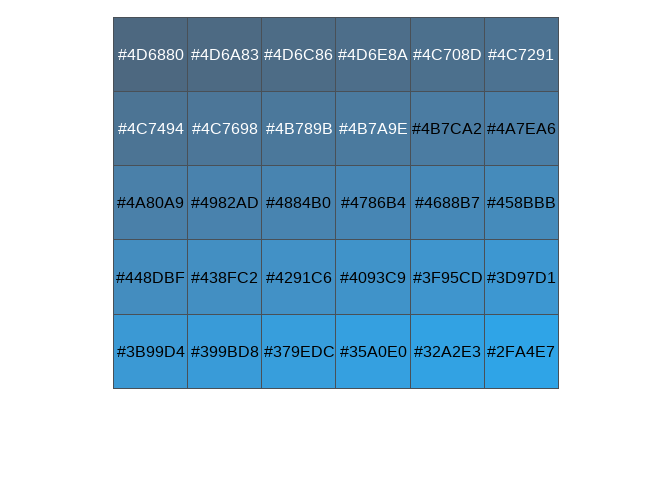 #4D6880 #4D6A83 #4D6C86 #4D6E8A #4C708D #4C7291
#4C7494 #4C7698 #4B789B #4B7A9E #4B7CA2 #4A7EA6
#4A80A9 #4982AD #4884B0 #4786B4 #4688B7 #458BBB
#448DBF #438FC2 #4291C6 #4093C9 #3F95CD #3D97D1
#3B99D4 #399BD8 #379EDC #35A0E0 #32A2E3 #2FA4E7